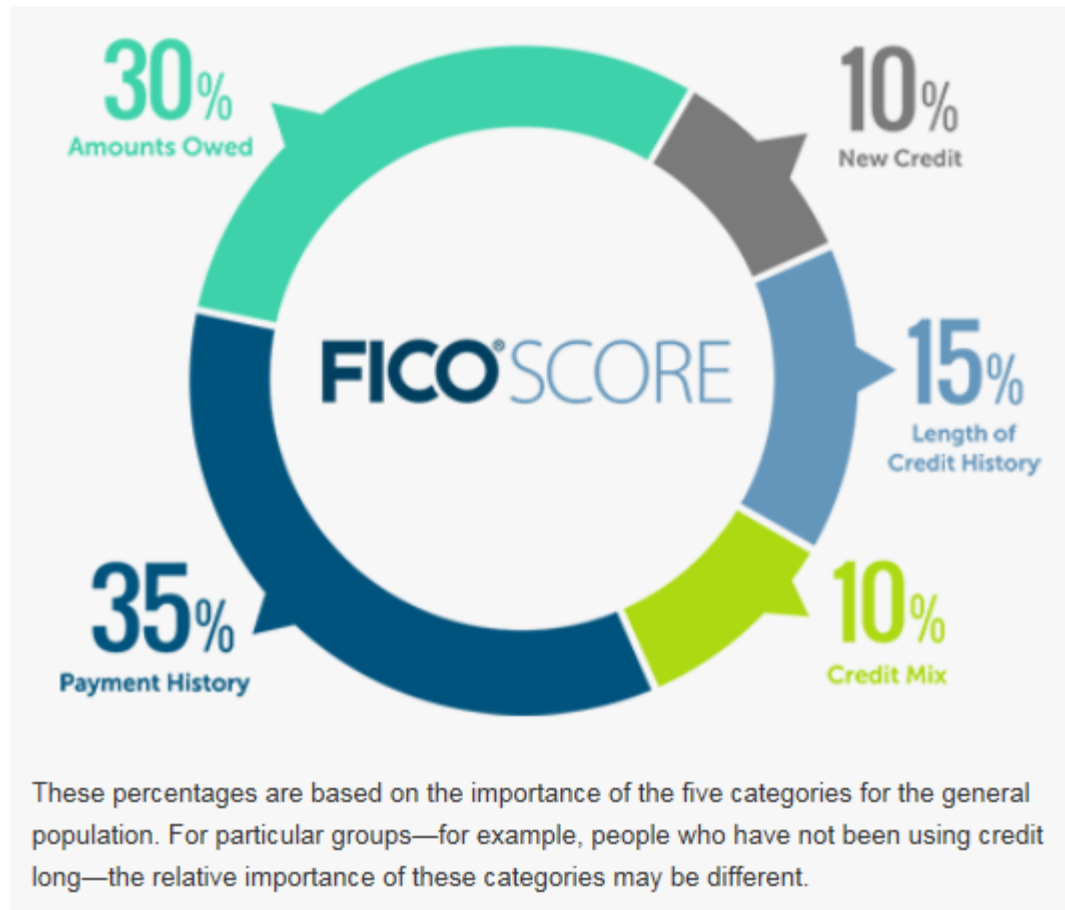 30%
Amounts Owed
10%
New Credit
FICO® SCORE
15%
Length of
Credit History
35%
Payment History
10%
Credit Mix
These percentages are based on the importance of the five categories for the general
population. For particular groups—for example, people who have not been using credit
long—the relative importance of these categories may be different.